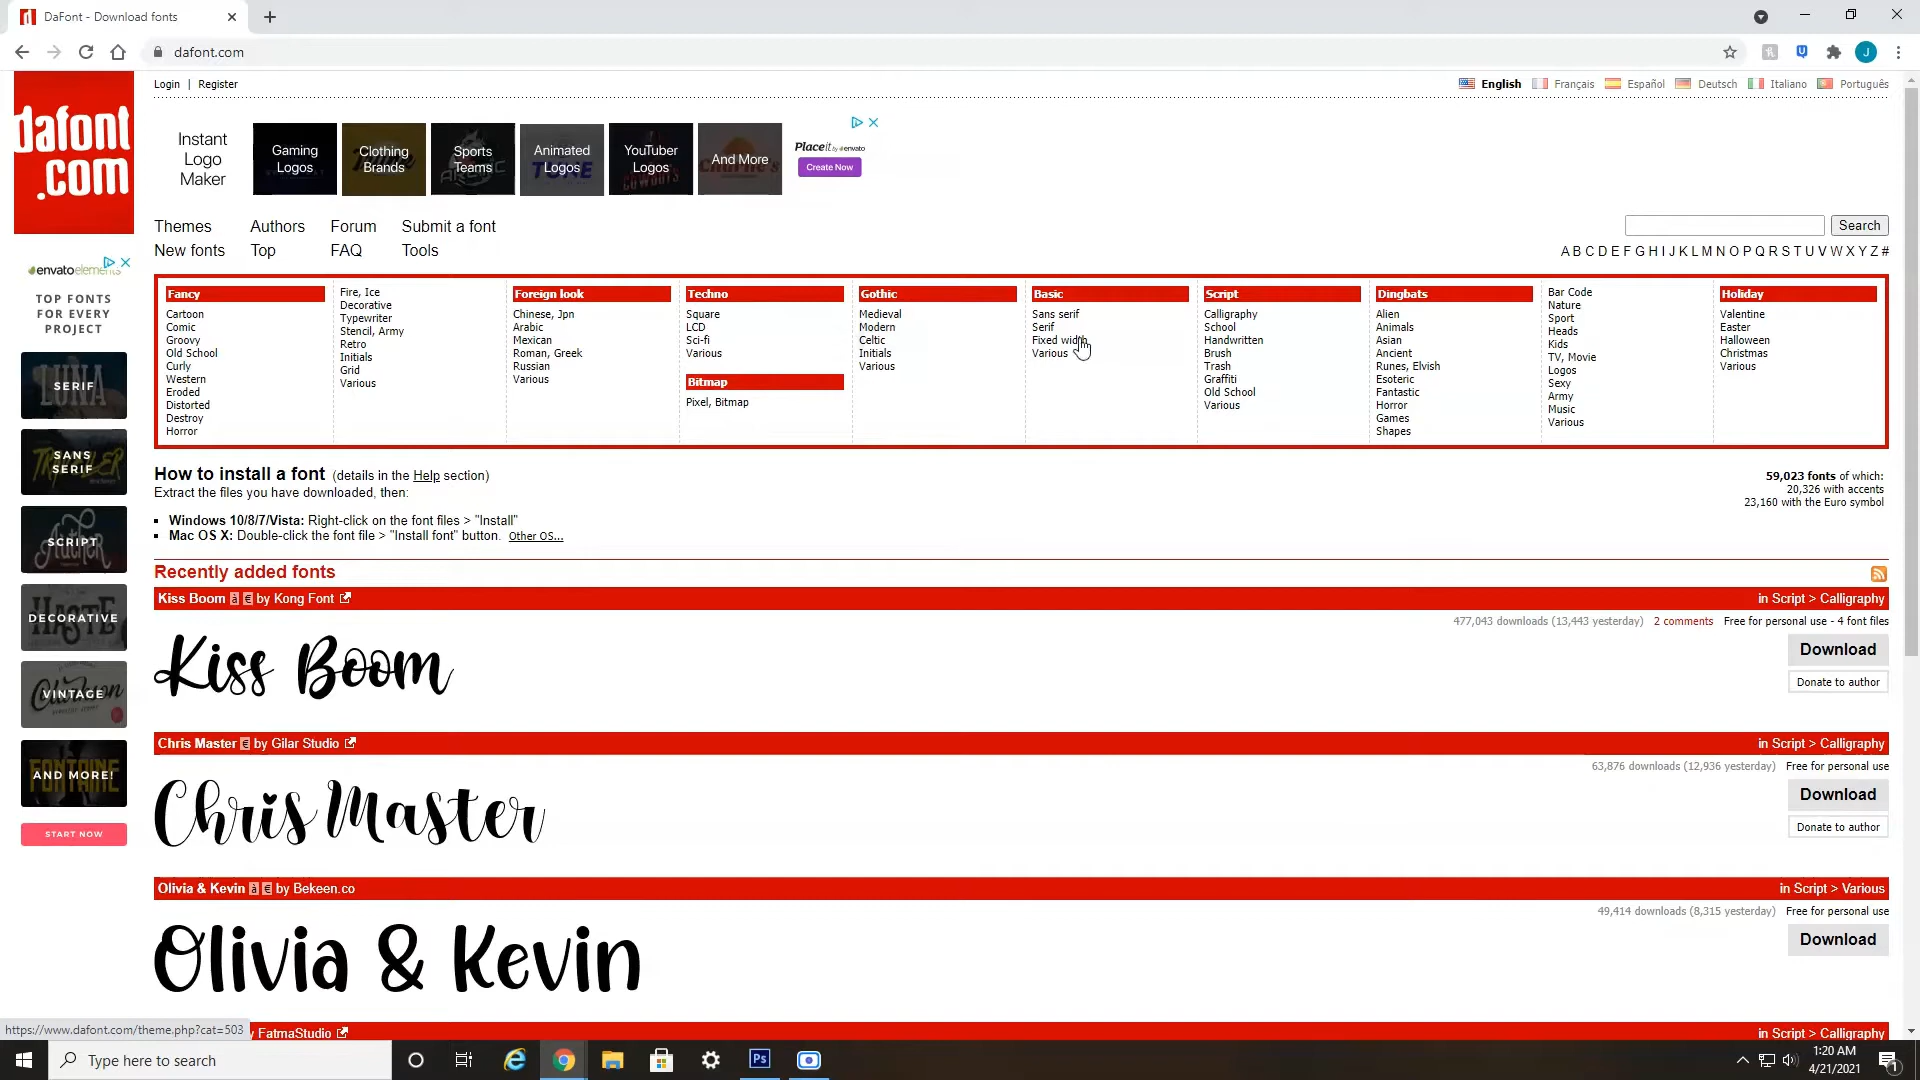 DaFont - Download fonts
dafont.com
dafont
.com
Login | Register
English Français Español Deutsch Italiano Português
Instant
Logo
Maker
Gaming
Logos
Clothing
Brands
Sports
Teams
Animated
Logos
YouTuber
Logos
And More
Placeit by envato
Create Now
Themes Authors Forum Submit a font
New fonts Top FAQ Tools
Search
A B C D E F G H I J K L M N O P Q R S T U V W X Y Z #
envato elements
TOP FONTS
FOR EVERY
PROJECT
SERIF
SANS
SERIF
SCRIPT
DECORATIVE
VINTAGE
AND MORE!
START NOW
Fancy
Cartoon
Comic
Groovy
Old School
Curly
Western
Eroded
Distorted
Destroy
Horror
Fire, Ice
Decorative
Typewriter
Stencil, Army
Retro
Initials
Grid
Various
Foreign look
Chinese, Jpn
Arabic
Mexican
Roman, Greek
Russian
Various
Techno
Square
LCD
Sci-fi
Various
Bitmap
Pixel, Bitmap
Gothic
Medieval
Modern
Celtic
Initials
Various
Basic
Sans serif
Serif
Fixed width
Various
Script
Calligraphy
School
Handwritten
Brush
Trash
Graffiti
Old School
Various
Dingbats
Alien
Animals
Asian
Ancient
Runes, Elvish
Esoteric
Fantastic
Horror
Games
Shapes
Bar Code
Nature
Sport
Heads
Kids
TV, Movie
Logos
Sexy
Army
Music
Various
Holiday
Valentine
Easter
Halloween
Christmas
Various
How to install a font (details in the Help section)
Extract the files you have downloaded, then:
Windows 10/8/7/Vista: Right-click on the font files > "Install"
Mac OS X: Double-click the font file > "Install font" button. Other OS...
59,023 fonts of which:
20,326 with accents
23,160 with the Euro symbol
Recently added fonts
Kiss Boom à € by Kong Font in Script > Calligraphy
477,043 downloads (13,443 yesterday) 2 comments Free for personal use - 4 font files
Kiss Boom
Download
Donate to author
Chris Master € by Gilar Studio in Script > Calligraphy
63,876 downloads (12,936 yesterday) Free for personal use
Chris Master
Download
Donate to author
Olivia & Kevin à € by Bekeen.co in Script > Various
49,414 downloads (8,315 yesterday) Free for personal use
Olivia & Kevin
Download
https://www.dafont.com/theme.php?cat=503 FatmaStudio in Script > Calligraphy
Type here to search
Ps
1:20 AM
4/21/2021